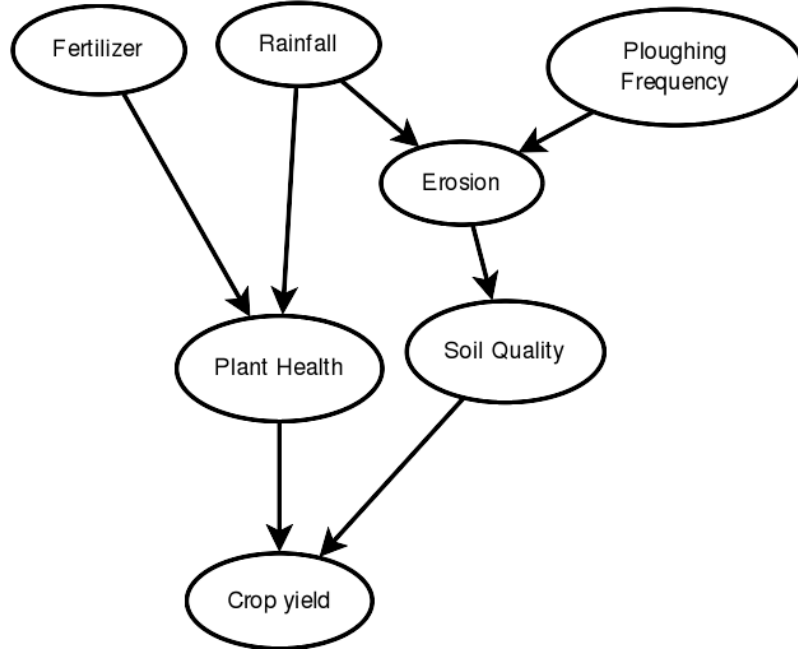 Fertilizer
Rainfall
Ploughing
Frequency
Erosion
Plant Health
Soil Quality
Crop yield